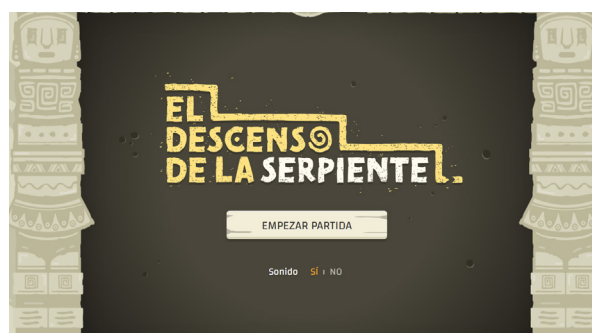 EL
DESCENSO
DE LA SERPIENTE
EMPEZAR PARTIDA
Sonido SÍ I NO